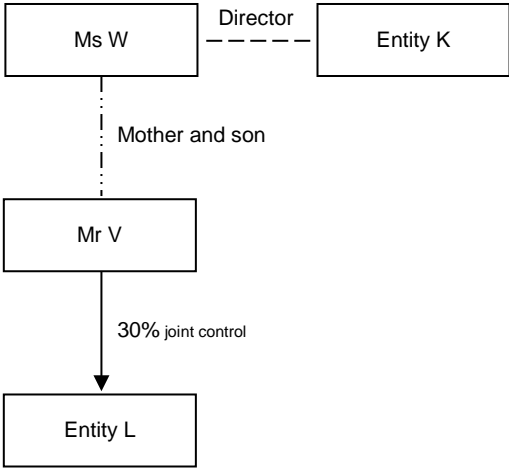 Director
Ms W
Entity K
Mother and son
Mr V
30% joint control
Entity L